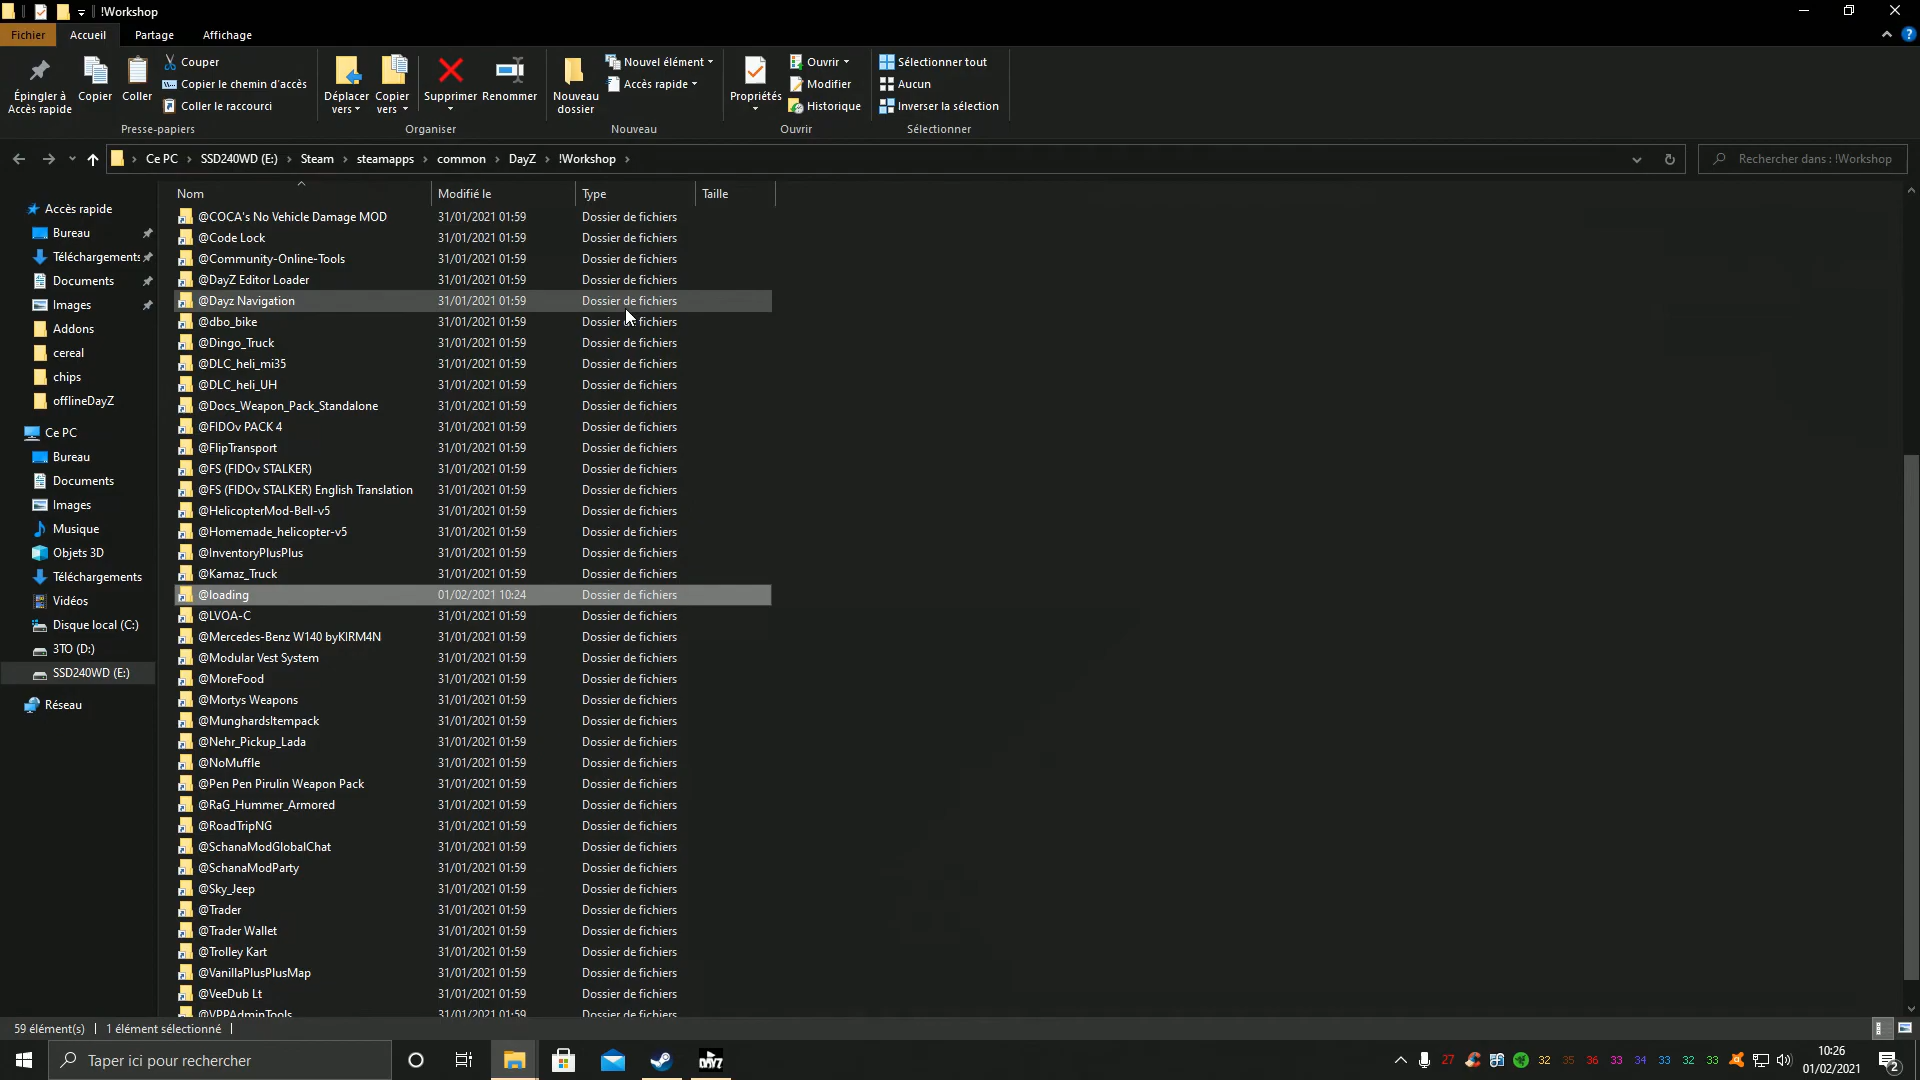 !Workshop
Fichier Accueil Partage Affichage
Épingler à Accès rapide
Copier
Coller
Couper
Copier le chemin d'accès
Coller le raccourci
Presse-papiers
Déplacer vers
Copier vers
Supprimer
Renommer
Organiser
Nouveau dossier
Nouvel élément
Accès rapide
Nouveau
Propriétés
Ouvrir
Modifier
Historique
Ouvrir
Sélectionner tout
Aucun
Inverser la sélection
Sélectionner
Ce PC > SSD240WD (E:) > Steam > steamapps > common > DayZ > !Workshop >
Rechercher dans : !Workshop
Accès rapide
Bureau
Téléchargements
Documents
Images
Addons
cereal
chips
offlineDayZ
Ce PC
Bureau
Documents
Images
Musique
Objets 3D
Téléchargements
Vidéos
Disque local (C:)
3TO (D:)
SSD240WD (E:)
Réseau
Nom Modifié le Type Taille
@COCA's No Vehicle Damage MOD 31/01/2021 01:59 Dossier de fichiers
@Code Lock 31/01/2021 01:59 Dossier de fichiers
@Community-Online-Tools 31/01/2021 01:59 Dossier de fichiers
@DayZ Editor Loader 31/01/2021 01:59 Dossier de fichiers
@Dayz Navigation 31/01/2021 01:59 Dossier de fichiers
@dbo_bike 31/01/2021 01:59 Dossier de fichiers
@Dingo_Truck 31/01/2021 01:59 Dossier de fichiers
@DLC_heli_mi35 31/01/2021 01:59 Dossier de fichiers
@DLC_heli_UH 31/01/2021 01:59 Dossier de fichiers
@Docs_Weapon_Pack_Standalone 31/01/2021 01:59 Dossier de fichiers
@FIDOv PACK 4 31/01/2021 01:59 Dossier de fichiers
@FlipTransport 31/01/2021 01:59 Dossier de fichiers
@FS (FIDOv STALKER) 31/01/2021 01:59 Dossier de fichiers
@FS (FIDOv STALKER) English Translation 31/01/2021 01:59 Dossier de fichiers
@HelicopterMod-Bell-v5 31/01/2021 01:59 Dossier de fichiers
@Homemade_helicopter-v5 31/01/2021 01:59 Dossier de fichiers
@InventoryPlusPlus 31/01/2021 01:59 Dossier de fichiers
@Kamaz_Truck 31/01/2021 01:59 Dossier de fichiers
@loading 01/02/2021 10:24 Dossier de fichiers
@LVOA-C 31/01/2021 01:59 Dossier de fichiers
@Mercedes-Benz W140 byKIRM4N 31/01/2021 01:59 Dossier de fichiers
@Modular Vest System 31/01/2021 01:59 Dossier de fichiers
@MoreFood 31/01/2021 01:59 Dossier de fichiers
@Mortys Weapons 31/01/2021 01:59 Dossier de fichiers
@MunghardsItempack 31/01/2021 01:59 Dossier de fichiers
@Nehr_Pickup_Lada 31/01/2021 01:59 Dossier de fichiers
@NoMuffle 31/01/2021 01:59 Dossier de fichiers
@Pen Pen Pirulin Weapon Pack 31/01/2021 01:59 Dossier de fichiers
@RaG_Hummer_Armored 31/01/2021 01:59 Dossier de fichiers
@RoadTripNG 31/01/2021 01:59 Dossier de fichiers
@SchanaModGlobalChat 31/01/2021 01:59 Dossier de fichiers
@SchanaModParty 31/01/2021 01:59 Dossier de fichiers
@Sky_Jeep 31/01/2021 01:59 Dossier de fichiers
@Trader 31/01/2021 01:59 Dossier de fichiers
@Trader Wallet 31/01/2021 01:59 Dossier de fichiers
@Trolley Kart 31/01/2021 01:59 Dossier de fichiers
@VanillaPlusPlusMap 31/01/2021 01:59 Dossier de fichiers
@VeeDub Lt 31/01/2021 01:59 Dossier de fichiers
@VPPAdminTools 31/01/2021 01:59 Dossier de fichiers
59 élément(s) 1 élément sélectionné
Taper ici pour rechercher
DAYZ
27 32 35 36 33 34 33 32 33
10:26
01/02/2021
2